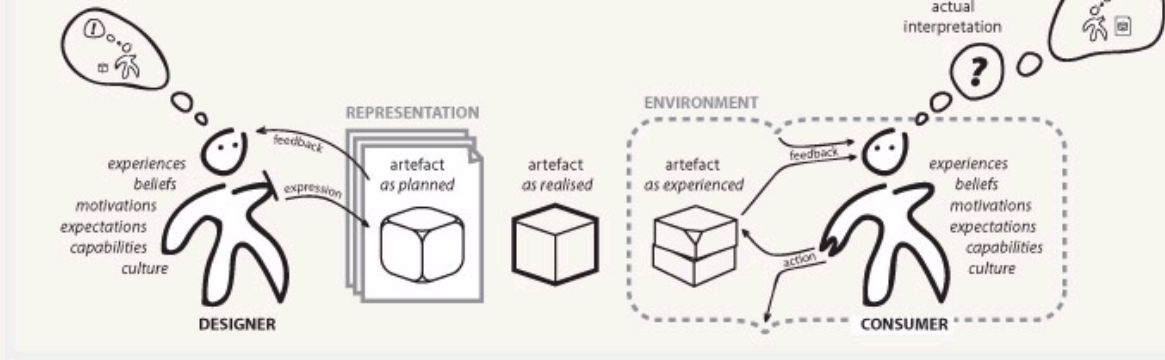 actual
interpretation
!
?
REPRESENTATION
ENVIRONMENT
feedback
expression
artefact
as planned
artefact
as realised
artefact
as experienced
feedback
action
experiences
beliefs
motivations
expectations
capabilities
culture
experiences
beliefs
motivations
expectations
capabilities
culture
DESIGNER
CONSUMER